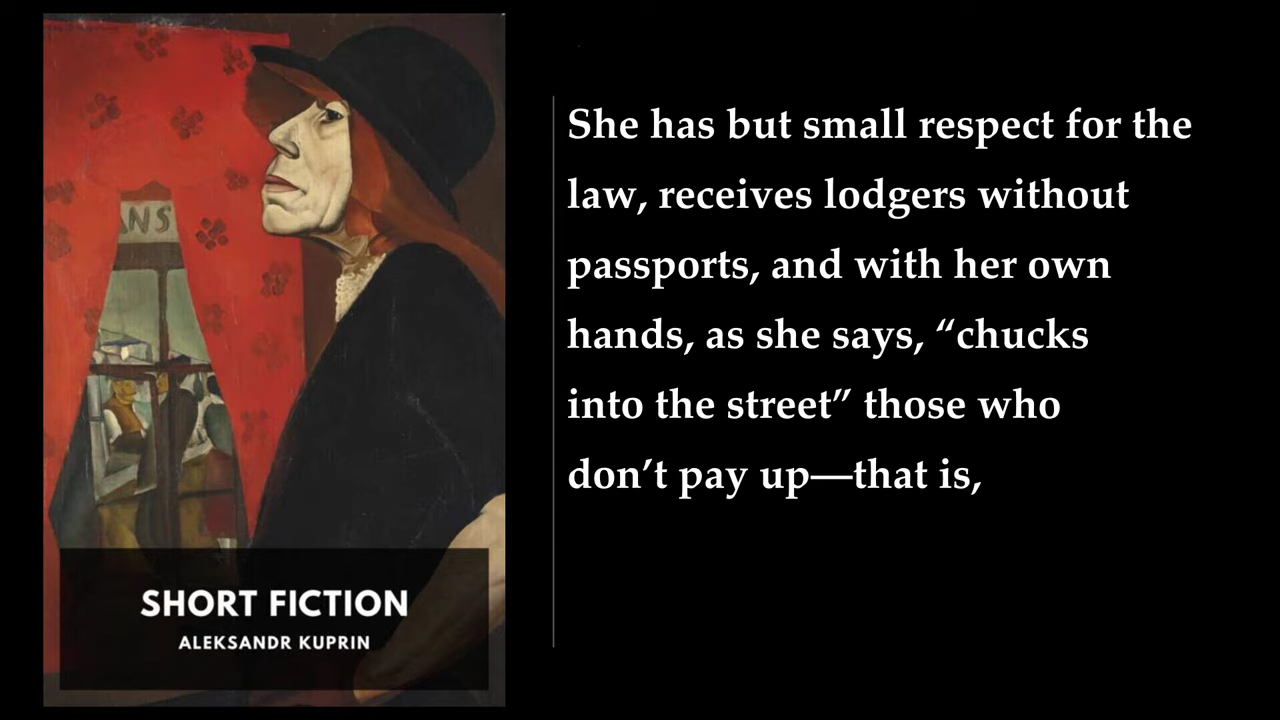 ANS
SHORT FICTION
ALEKSANDR KUPRIN
She has but small respect for the
law, receives lodgers without
passports, and with her own
hands, as she says, “chucks
into the street” those who
don’t pay up—that is,